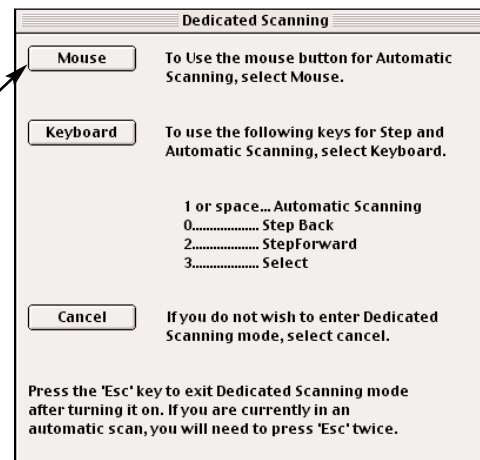 Dedicated Scanning
Mouse
To Use the mouse button for Automatic
Scanning, select Mouse.
Keyboard
To use the following keys for Step and
Automatic Scanning, select Keyboard.
1 or space... Automatic Scanning
0................... Step Back
2................... StepForward
3................... Select
Cancel
If you do not wish to enter Dedicated
Scanning mode, select cancel.
Press the 'Esc' key to exit Dedicated Scanning mode
after turning it on. If you are currently in an
automatic scan, you will need to press 'Esc' twice.